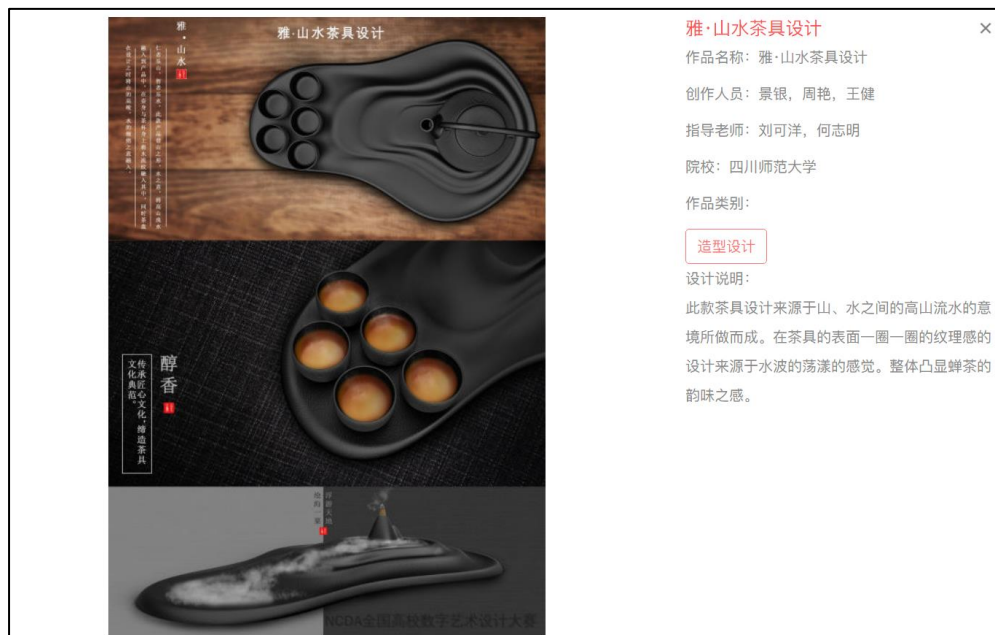 雅·山水茶具设计
雅·山水
醇香
传承匠心文化，缔造茶具
文化典范。
NCDA全国高校数字艺术设计大赛
雅·山水茶具设计
作品名称：雅·山水茶具设计
创作人员：景银，周艳，王健
指导老师：刘可洋，何志明
院校：四川师范大学
作品类别：
造型设计
设计说明：
此款茶具设计来源于山、水之间的高山流水的意
境所做而成。在茶具的表面一圈一圈的纹理感的
设计来源于水波的荡漾的感觉。整体凸显蝉茶的
韵味之感。